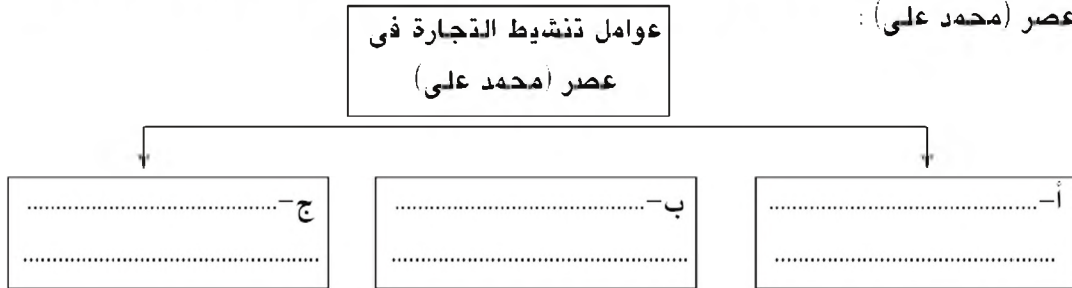 عصر (محمد على) :
عوامل تنشيط التجارة فى
عصر (محمد على)
أ-................................................
................................................
ب-................................................
................................................
ج-................................................
................................................